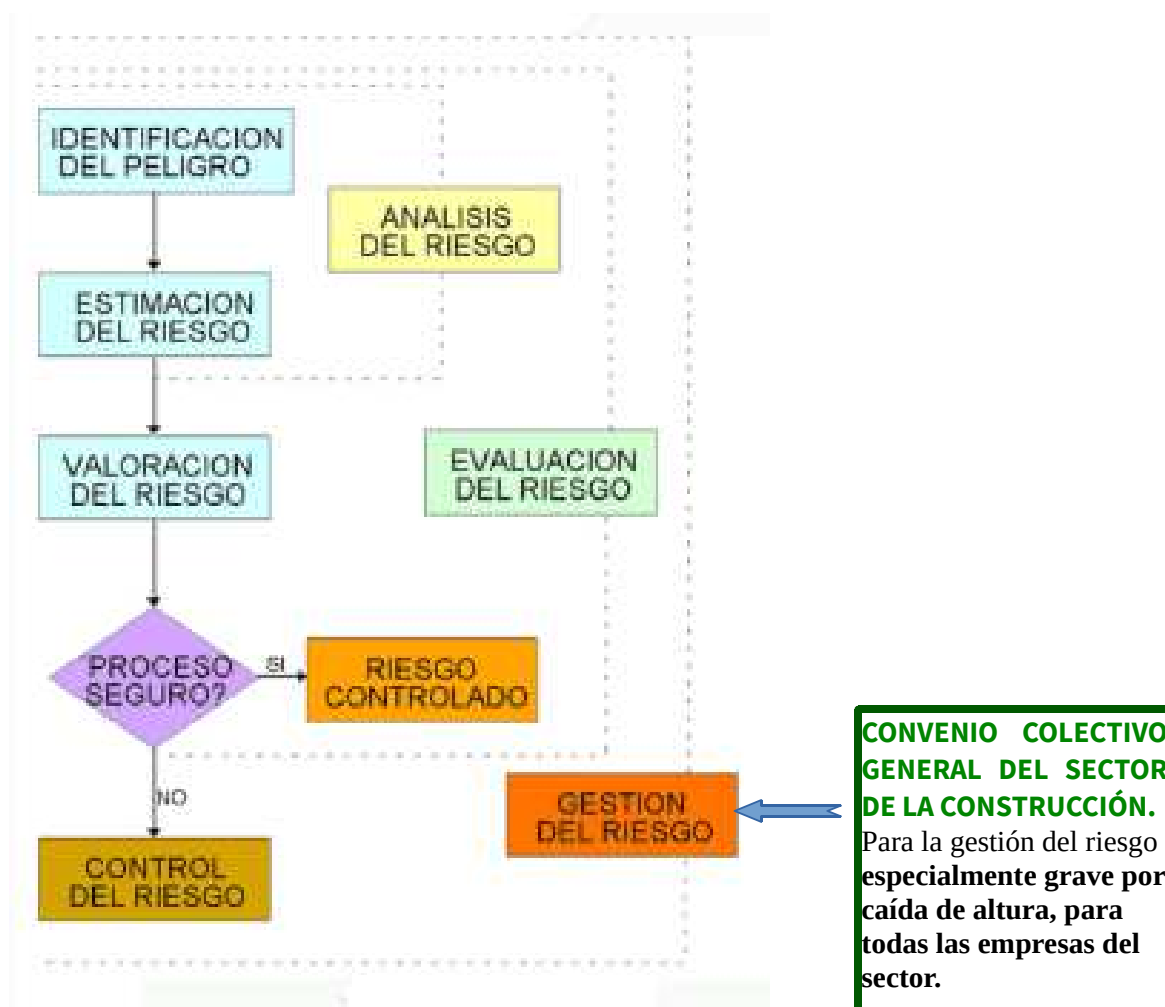 IDENTIFICACION
DEL PELIGRO
ANALISIS
DEL RIESGO
ESTIMACION
DEL RIESGO
VALORACION
DEL RIESGO
EVALUACION
DEL RIESGO
PROCESO
SEGURO?
SI
RIESGO
CONTROLADO
NO
GESTION
DEL RIESGO
CONTROL
DEL RIESGO
CONVENIO COLECTIVO
GENERAL DEL SECTOR
DE LA CONSTRUCCIÓN.
Para la gestión del riesgo
especialmente grave por
caída de altura, para
todas las empresas del
sector.